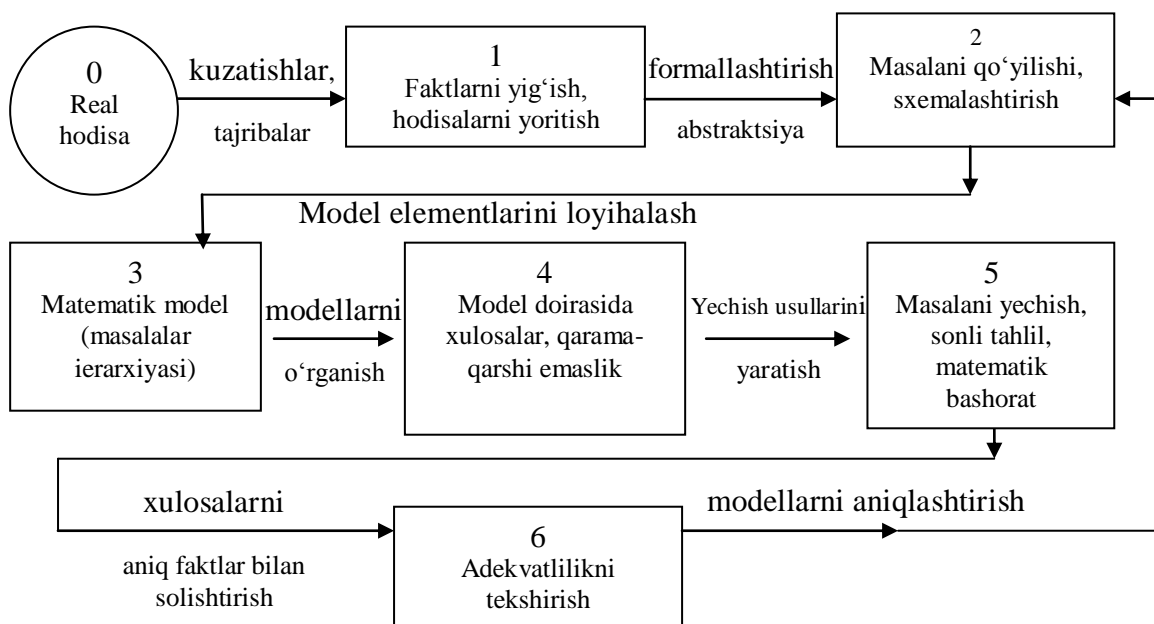 0
Real
hodisa
kuzatishlar,
tajribalar
1
Faktlarni yig‘ish,
hodisalarni yoritish
formallashtirish
abstraktsiya
2
Masalani qo‘yilishi,
sxemalashtirish
Model elementlarini loyihalash
3
Matematik model
(masalalar
ierarxiyasi)
modellarni
o‘rganish
4
Model doirasida
xulosalar, qarama-
qarshi emaslik
Yechish usullarini
yaratish
5
Masalani yechish,
sonli tahlil,
matematik
bashorat
xulosalarni
aniq faktlar bilan
solishtirish
6
Adekvatlilikni
tekshirish
modellarni aniqlashtirish